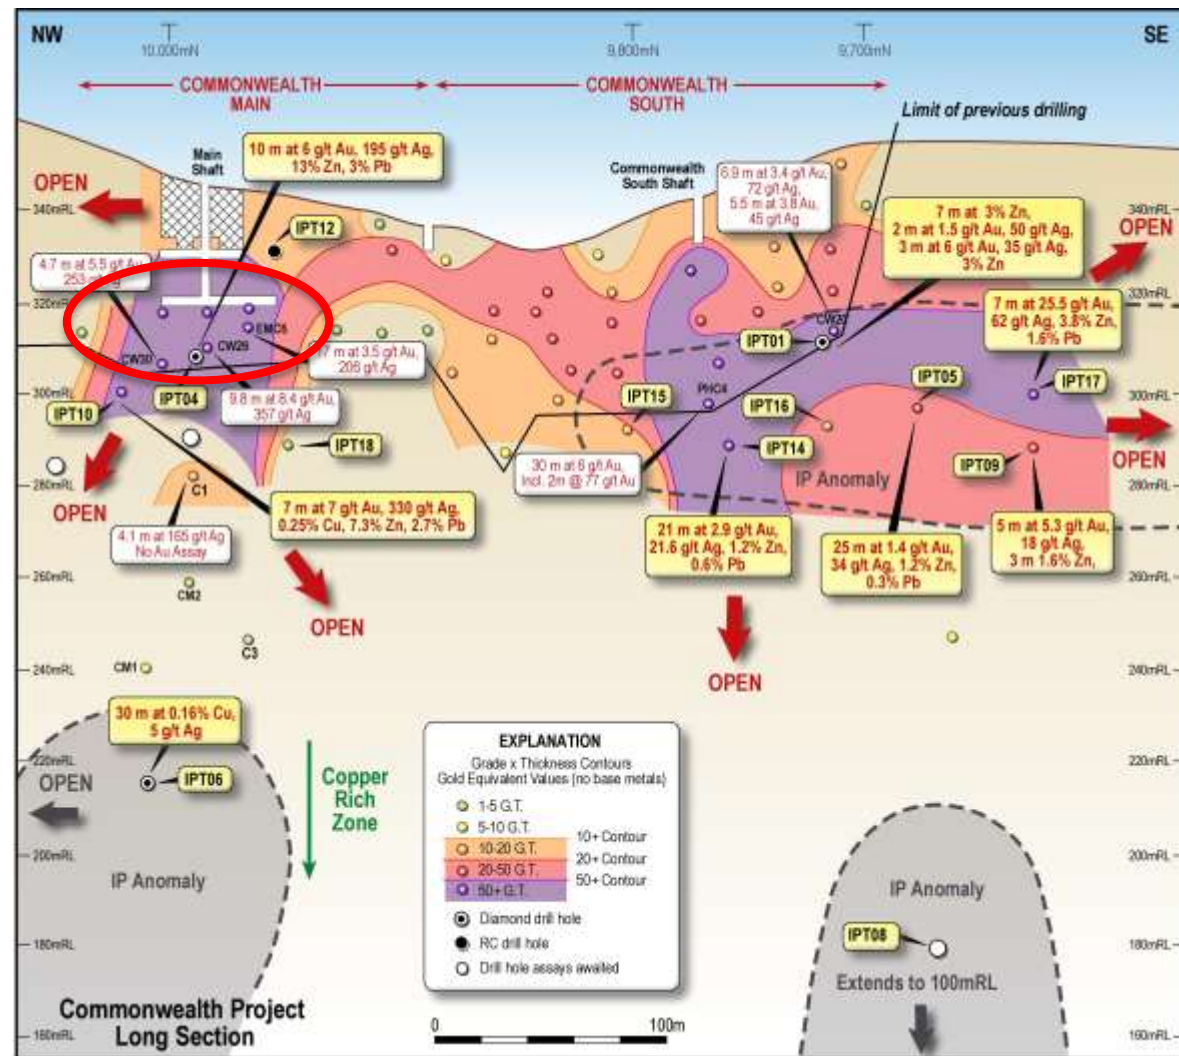 NW
SE
10,000mN
9,800mN
9,700mN
COMMONWEALTH
MAIN
COMMONWEALTH
SOUTH
Limit of previous drilling
Main
Shaft
10 m at 6 g/t Au, 195 g/t Ag,
13% Zn, 3% Pb
Commonwealth
South Shaft
6.9 m at 3.4 g/t Au,
72 g/t Ag,
5.5 m at 3.8 Au,
45 g/t Ag
OPEN
340mRL
IPT12
7 m at 3% Zn,
2 m at 1.5 g/t Au, 50 g/t Ag,
3 m at 6 g/t Au, 35 g/t Ag,
3% Zn
340mRL
OPEN
4.7 m at 5.5 g/t Au,
253 g/t Ag
320mRL
320mRL
7 m at 25.5 g/t Au,
62 g/t Ag, 3.8% Zn,
1.6% Pb
EMC5
CW29
CW30
IPT01
7 m at 3.5 g/t Au,
206 g/t Ag
IPT05
IPT17
300mRL
300mRL
IPT10
IPT04
9.8 m at 8.4 g/t Au,
357 g/t Ag
IPT15
PHC4
IPT16
IPT18
IPT14
IPT09
OPEN
30 m at 6 g/t Au,
Incl. 2m @ 77 g/t Au
IP Anomaly
280mRL
280mRL
OPEN
C1
7 m at 7 g/t Au, 330 g/t Ag,
0.25% Cu, 7.3% Zn, 2.7% Pb
4.1 m at 165 g/t Ag
No Au Assay
21 m at 2.9 g/t Au,
21.6 g/t Ag, 1.2% Zn,
0.6% Pb
25 m at 1.4 g/t Au,
34 g/t Ag, 1.2% Zn,
0.3% Pb
5 m at 5.3 g/t Au,
18 g/t Ag,
3 m 1.6% Zn,
260mRL
260mRL
CM2
OPEN
C3
CM1
240mRL
240mRL
OPEN
30 m at 0.16% Cu,
5 g/t Ag
220mRL
220mRL
OPEN
IPT06
Copper
Rich
Zone
EXPLANATION
Grade x Thickness Contours
Gold Equivalent Values (no base metals)
1-5 G.T.
5-10 G.T.
10+ Contour
10-20 G.T.
20+ Contour
20-50 G.T.
50+ Contour
50+ G.T.
Diamond drill hole
RC drill hole
Drill hole assays awaited
200mRL
200mRL
IP Anomaly
IP Anomaly
180mRL
180mRL
IPT08
Extends to 100mRL
Commonwealth Project
Long Section
0
100m
160mRL
160mRL